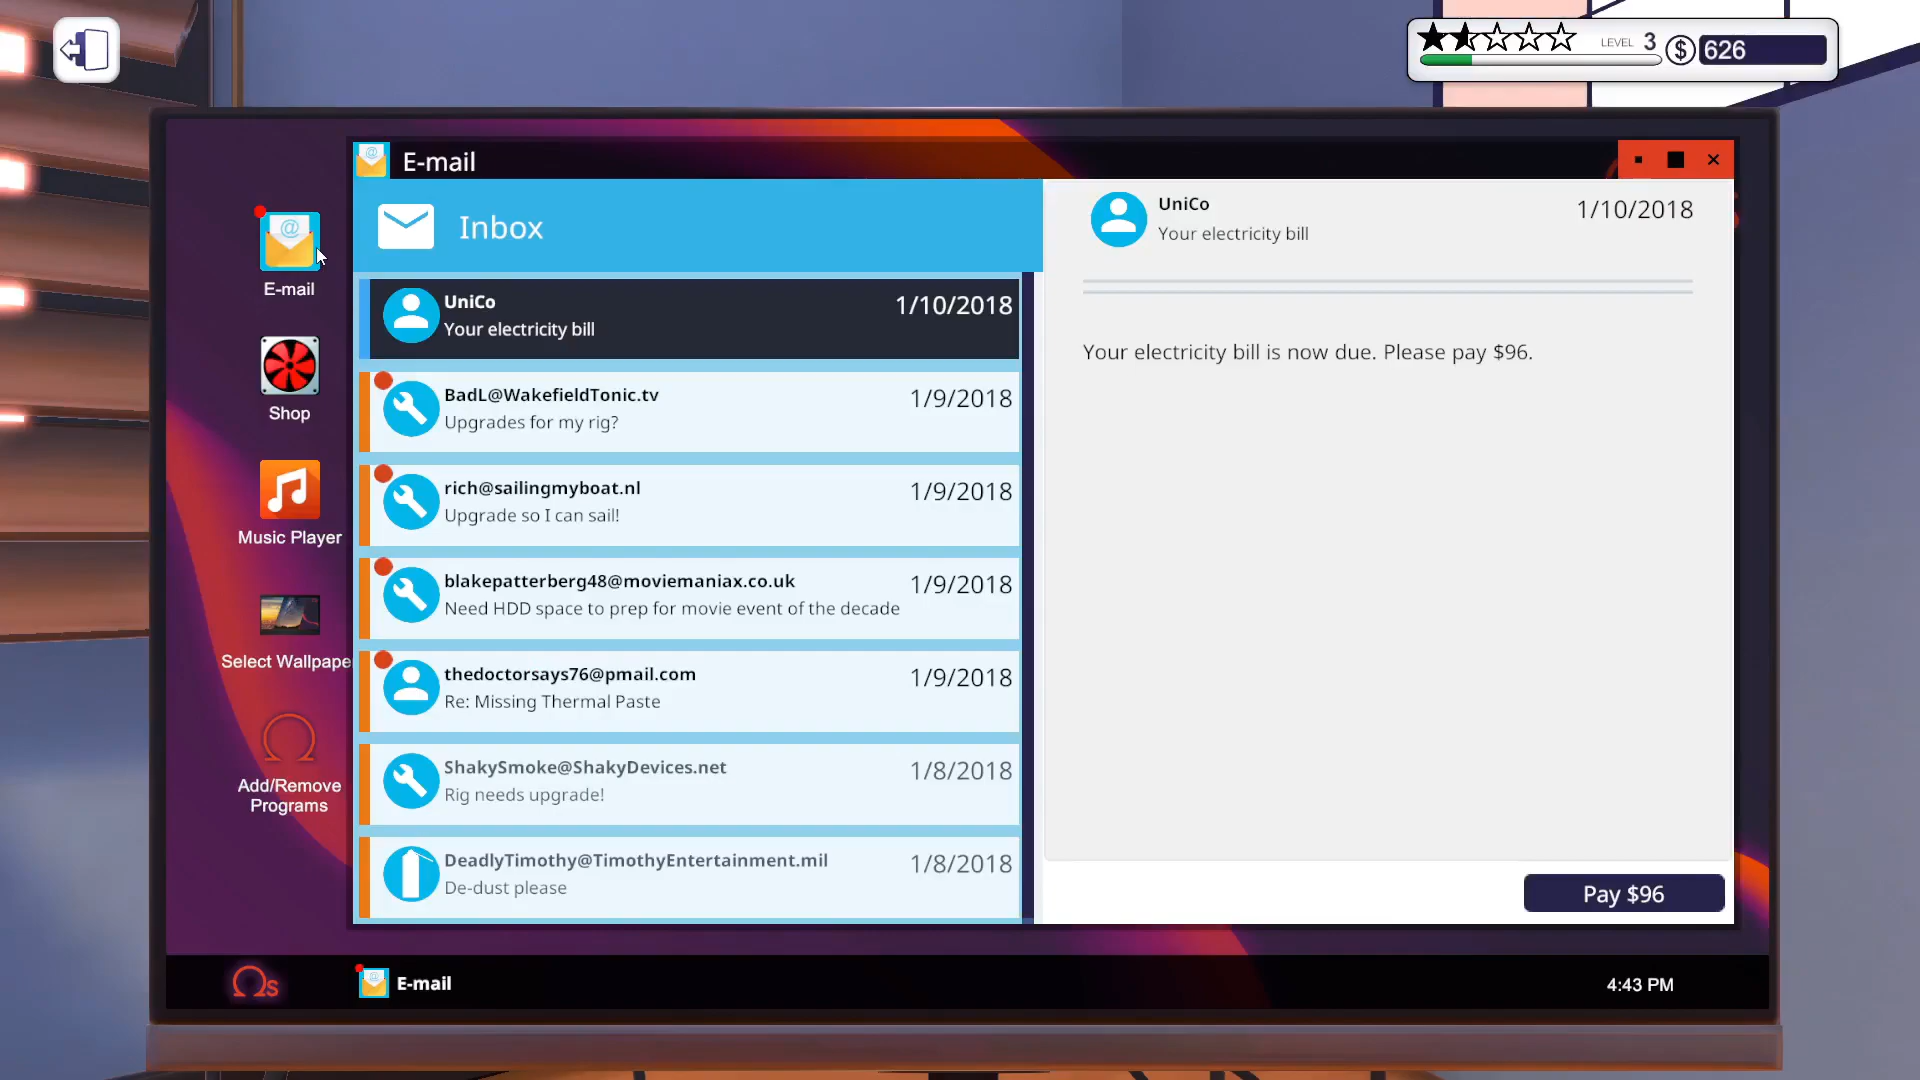 LEVEL 3
$ 626
E-mail
Inbox
UniCo
Your electricity bill
1/10/2018
BadL@WakefieldTonic.tv
Upgrades for my rig?
1/9/2018
rich@sailingmyboat.nl
Upgrade so I can sail!
1/9/2018
blakepatterberg48@moviemaniax.co.uk
Need HDD space to prep for movie event of the decade
1/9/2018
thedoctorsays76@pmail.com
Re: Missing Thermal Paste
1/9/2018
ShakySmoke@ShakyDevices.net
Rig needs upgrade!
1/8/2018
DeadlyTimothy@TimothyEntertainment.mil
De-dust please
1/8/2018
UniCo
Your electricity bill
1/10/2018
Your electricity bill is now due. Please pay $96.
Pay $96
E-mail
Shop
Music Player
Select Wallpape
Add/Remove
Programs
Ωs
E-mail
4:43 PM